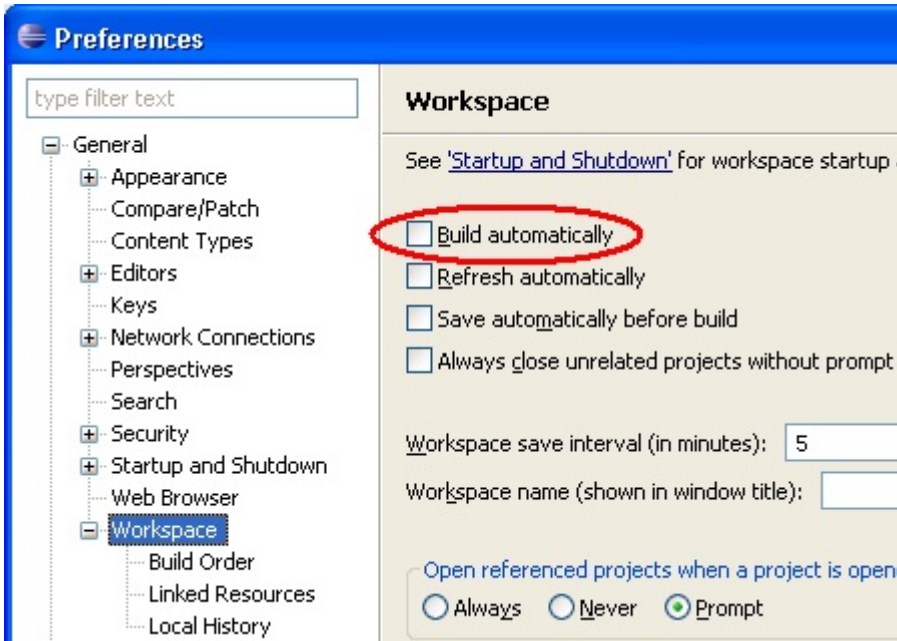 Preferences
type filter text
General
Appearance
Compare/Patch
Content Types
Editors
Keys
Network Connections
Perspectives
Search
Security
Startup and Shutdown
Web Browser
Workspace
Build Order
Linked Resources
Local History
Workspace
See 'Startup and Shutdown' for workspace startup
Build automatically
Refresh automatically
Save automatically before build
Always close unrelated projects without prompt
Workspace save interval (in minutes): 5
Workspace name (shown in window title):
Open referenced projects when a project is open
Always Never Prompt